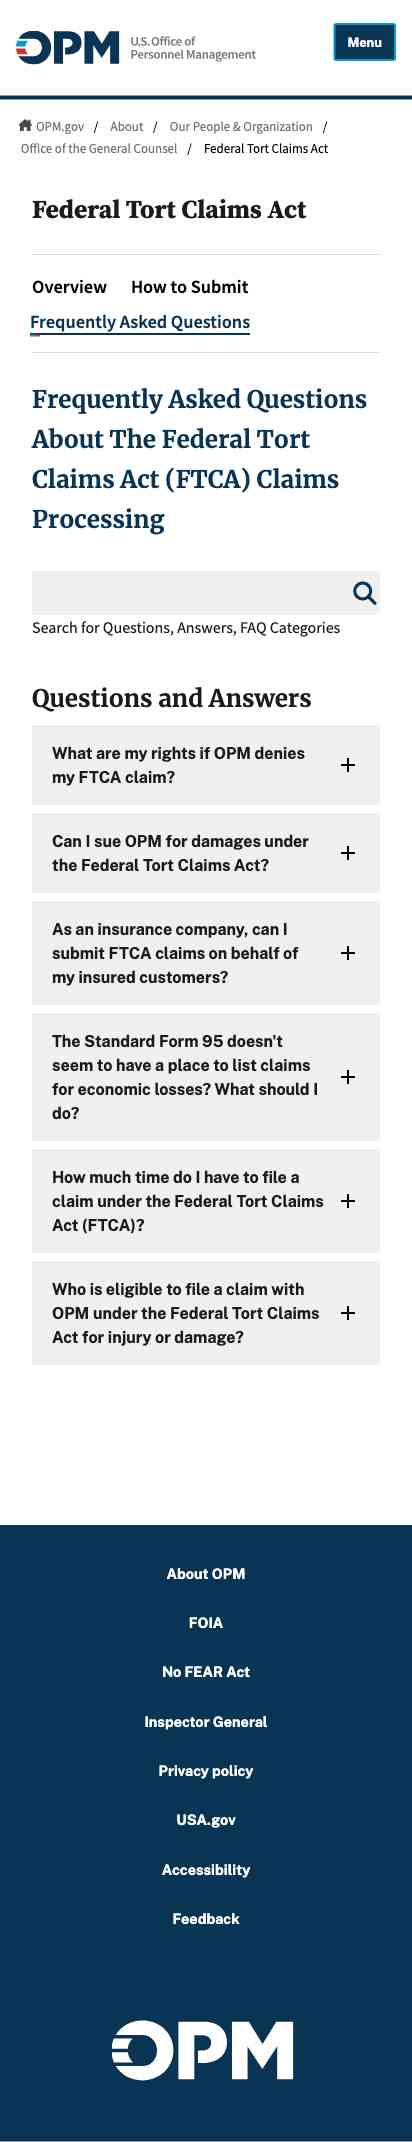 OPM U.S. Office of
Personnel Management
Menu
OPM.gov / About / Our People & Organization /
Office of the General Counsel / Federal Tort Claims Act
Federal Tort Claims Act
Overview How to Submit
Frequently Asked Questions
Frequently Asked Questions
About The Federal Tort
Claims Act (FTCA) Claims
Processing
Search for Questions, Answers, FAQ Categories
Questions and Answers
What are my rights if OPM denies
my FTCA claim?
Can I sue OPM for damages under
the Federal Tort Claims Act?
As an insurance company, can I
submit FTCA claims on behalf of
my insured customers?
The Standard Form 95 doesn't
seem to have a place to list claims
for economic losses? What should I
do?
How much time do I have to file a
claim under the Federal Tort Claims
Act (FTCA)?
Who is eligible to file a claim with
OPM under the Federal Tort Claims
Act for injury or damage?
About OPM
FOIA
No FEAR Act
Inspector General
Privacy policy
USA.gov
Accessibility
Feedback
OPM